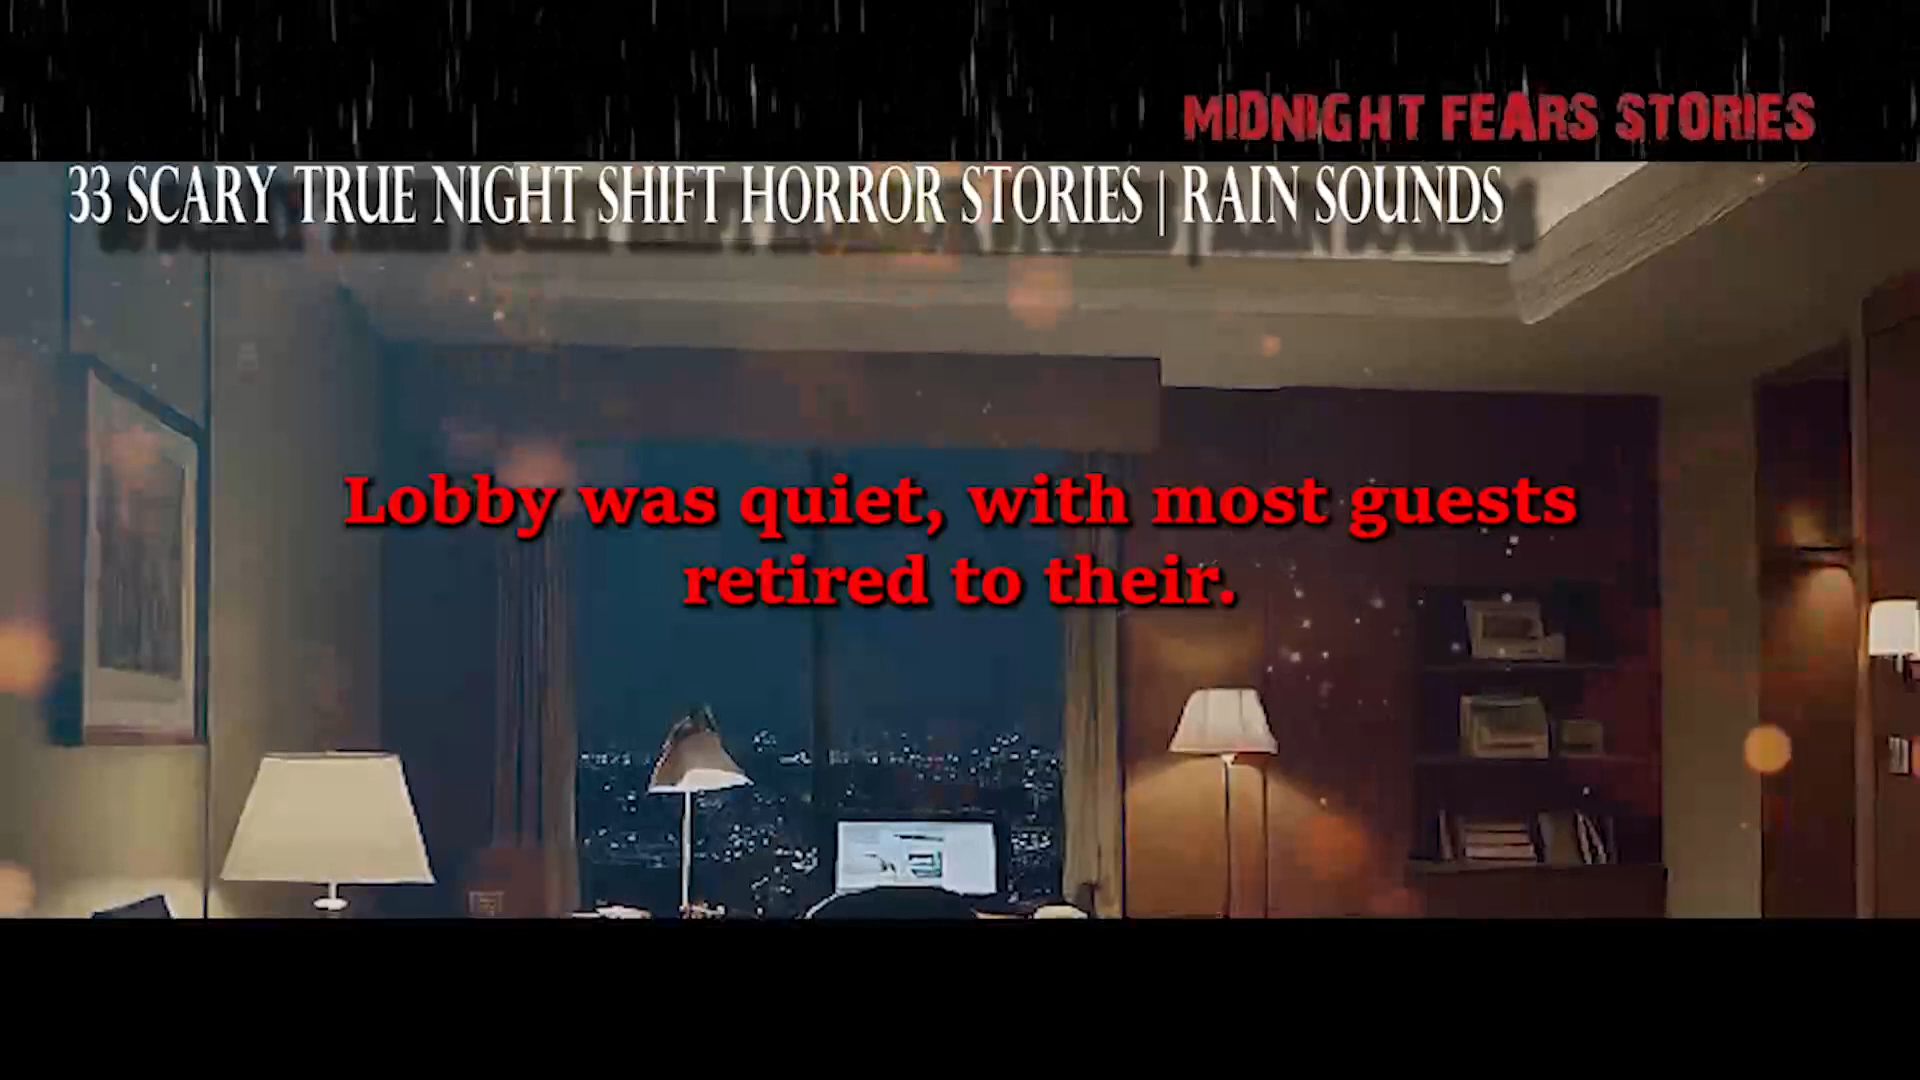 MIDNIGHT FEARS STORIES
33 SCARY TRUE NIGHT SHIFT HORROR STORIES | RAIN SOUNDS
Lobby was quiet, with most guests
retired to their.